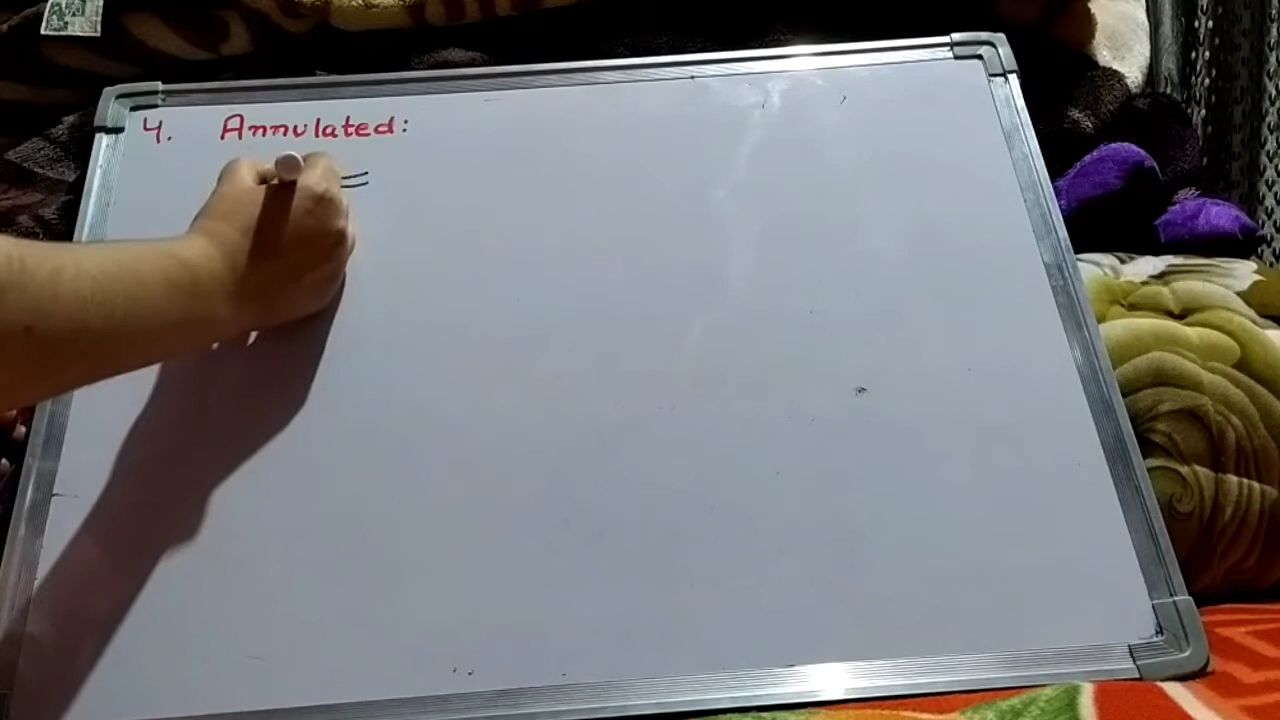 4. Annulated:
=